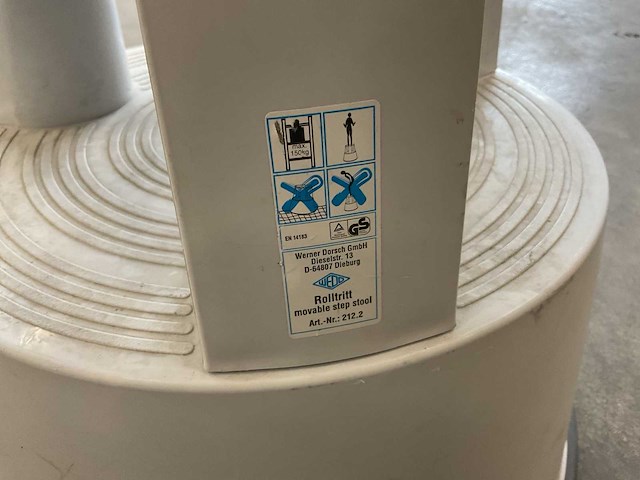 max.
150kg
EN 14183
GS
Werner Dorsch GmbH
Dieselstr. 13
D-64807 Dieburg
WEDO
Rolltritt
movable step stool
Art.-Nr.: 212.2